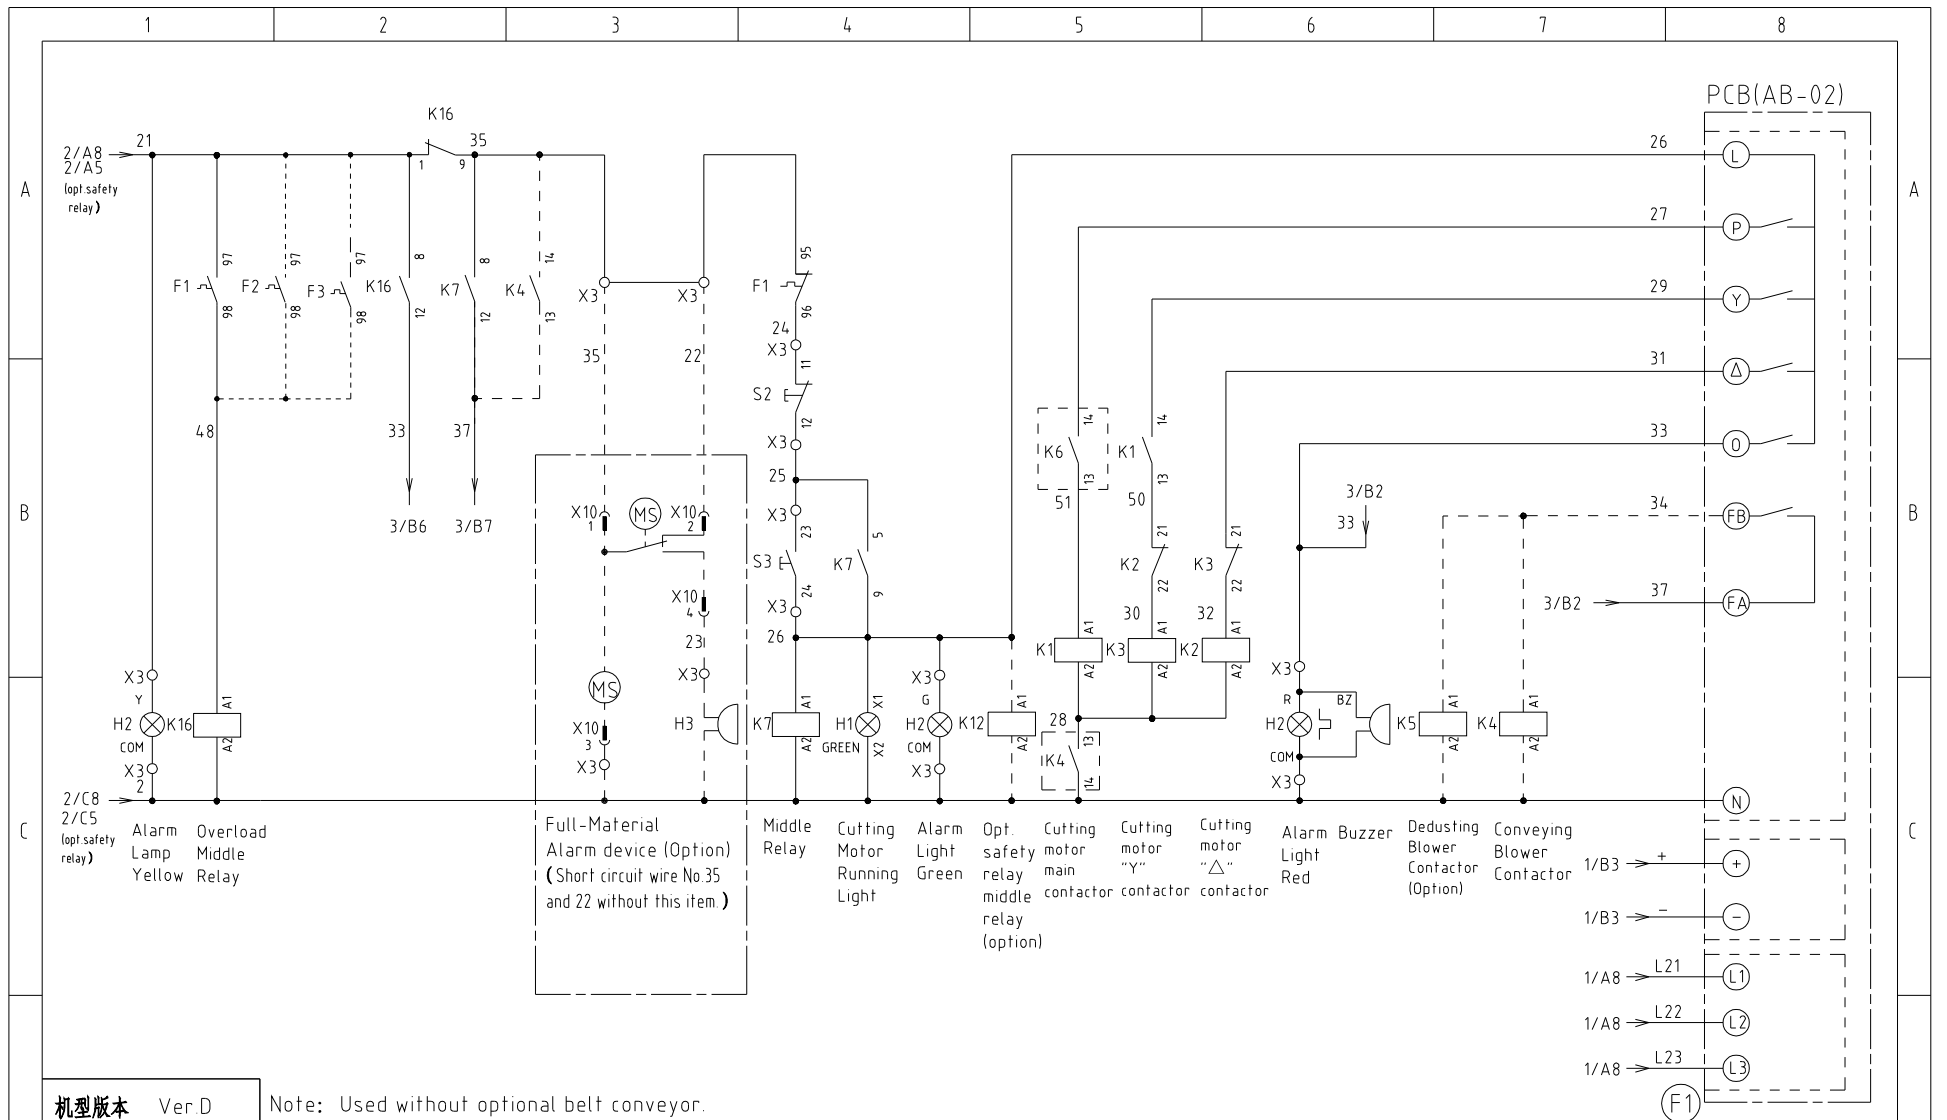 1 2 3 4 5 6 7 8
PCB(AB-02)
A A
B B
C C
K16
21 35 26
2/A8
2/A5
(opt.safety
relay)
1 9
L
27 P
97 97 97 8 8 14 95
F1 F2 F3 K16 K7 K4 X3 X3 F1
98 98 98 12 12 13 96
29 Y
24
X3
35 22
31 Δ
11
S2
12
X3
48 33 37
33 O
14 14
K6 K1
13 13
25
51 50
3/B2
33
3/B6 3/B7
X10 1 MS X10 2
X3
34 FB
23 5 21 21
S3 K7 K2 K3
24 9 22 22
X10
4
37
3/B2 FA
X3
30 32
26
23
A1 A1 A1
K1 K3 K2
A2 A2 A2
X3 X3 X3 X3
MS
Y G R BZ
A1 A1 X1 A1 A1 A1
H2 K16 H3 K7 H1 H2 K12 28 H2 K5 K4
COM A2 A2 GREEN X2 COM A2 COM A2 A2
X10
3
13
K4
14
X3 X3 X3 X3
2
2/C8
2/C5
(opt.safety
relay)
N
Alarm
Lamp
Yellow
Overload
Middle
Relay
Full-Material
Alarm device (Option)
(Short circuit wire No.35
and 22 without this item.)
Middle
Relay
Cutting
Motor
Running
Light
Alarm
Light
Green
Opt.
safety
relay
middle
relay
(option)
Cutting
motor
main
contactor
Cutting
motor
"Y"
contactor
Cutting
motor
"△"
contactor
Alarm
Light
Red
Buzzer
Dedusting
Blower
Contactor
(Option)
Conveying
Blower
Contactor
1/B3 + +
1/B3 - -
1/A8 L21 L1
1/A8 L22 L2
1/A8 L23 L3
机型版本 Ver.D
Note: Used without optional belt conveyor.
F1